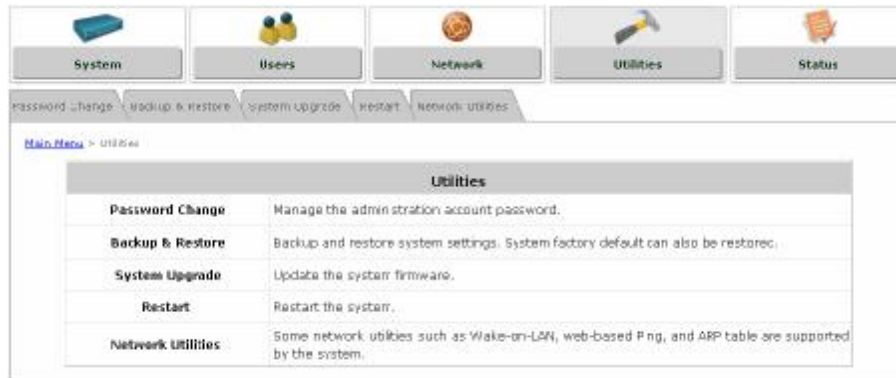 System Users Network Utilities Status
Password Change Backup & Restore System Upgrade Restart Network Utilities
Main Menu > Utilities
Utilities
Password Change Manage the administration account password.
Backup & Restore Backup and restore system settings. System factory default can also be restored.
System Upgrade Update the system firmware.
Restart Restart the system.
Network Utilities Some network utilities such as Wake-on-LAN, web-based Ping, and ARP table are supported
by the system.